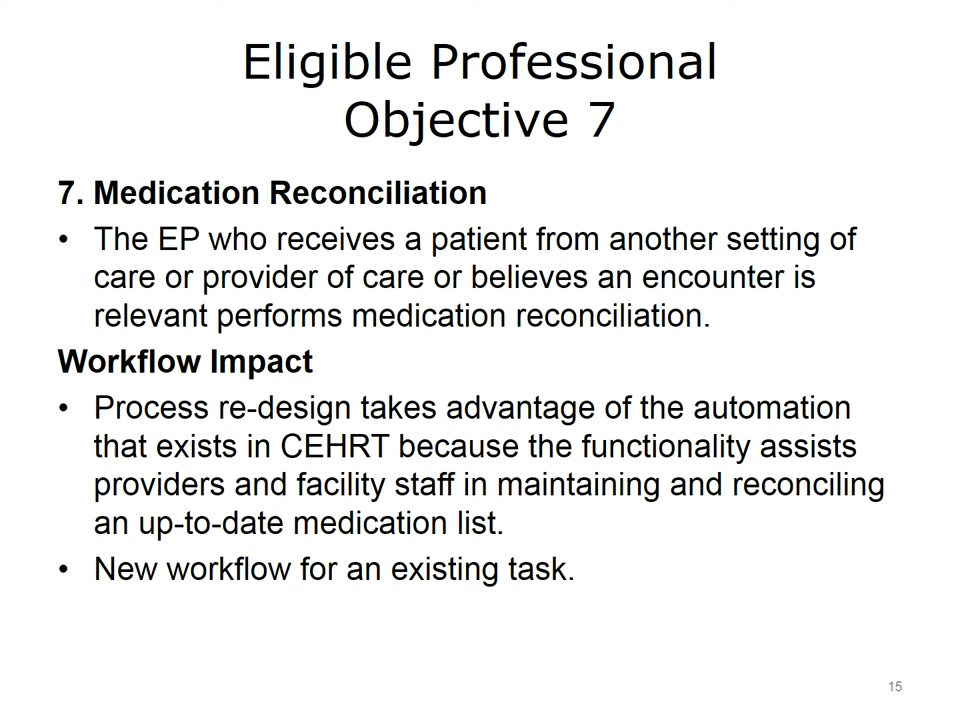 Eligible Professional
Objective 7
7. Medication Reconciliation
• The EP who receives a patient from another setting of
care or provider of care or believes an encounter is
relevant performs medication reconciliation.
Workflow Impact
• Process re-design takes advantage of the automation
that exists in CEHRT because the functionality assists
providers and facility staff in maintaining and reconciling
an up-to-date medication list.
• New workflow for an existing task.
15